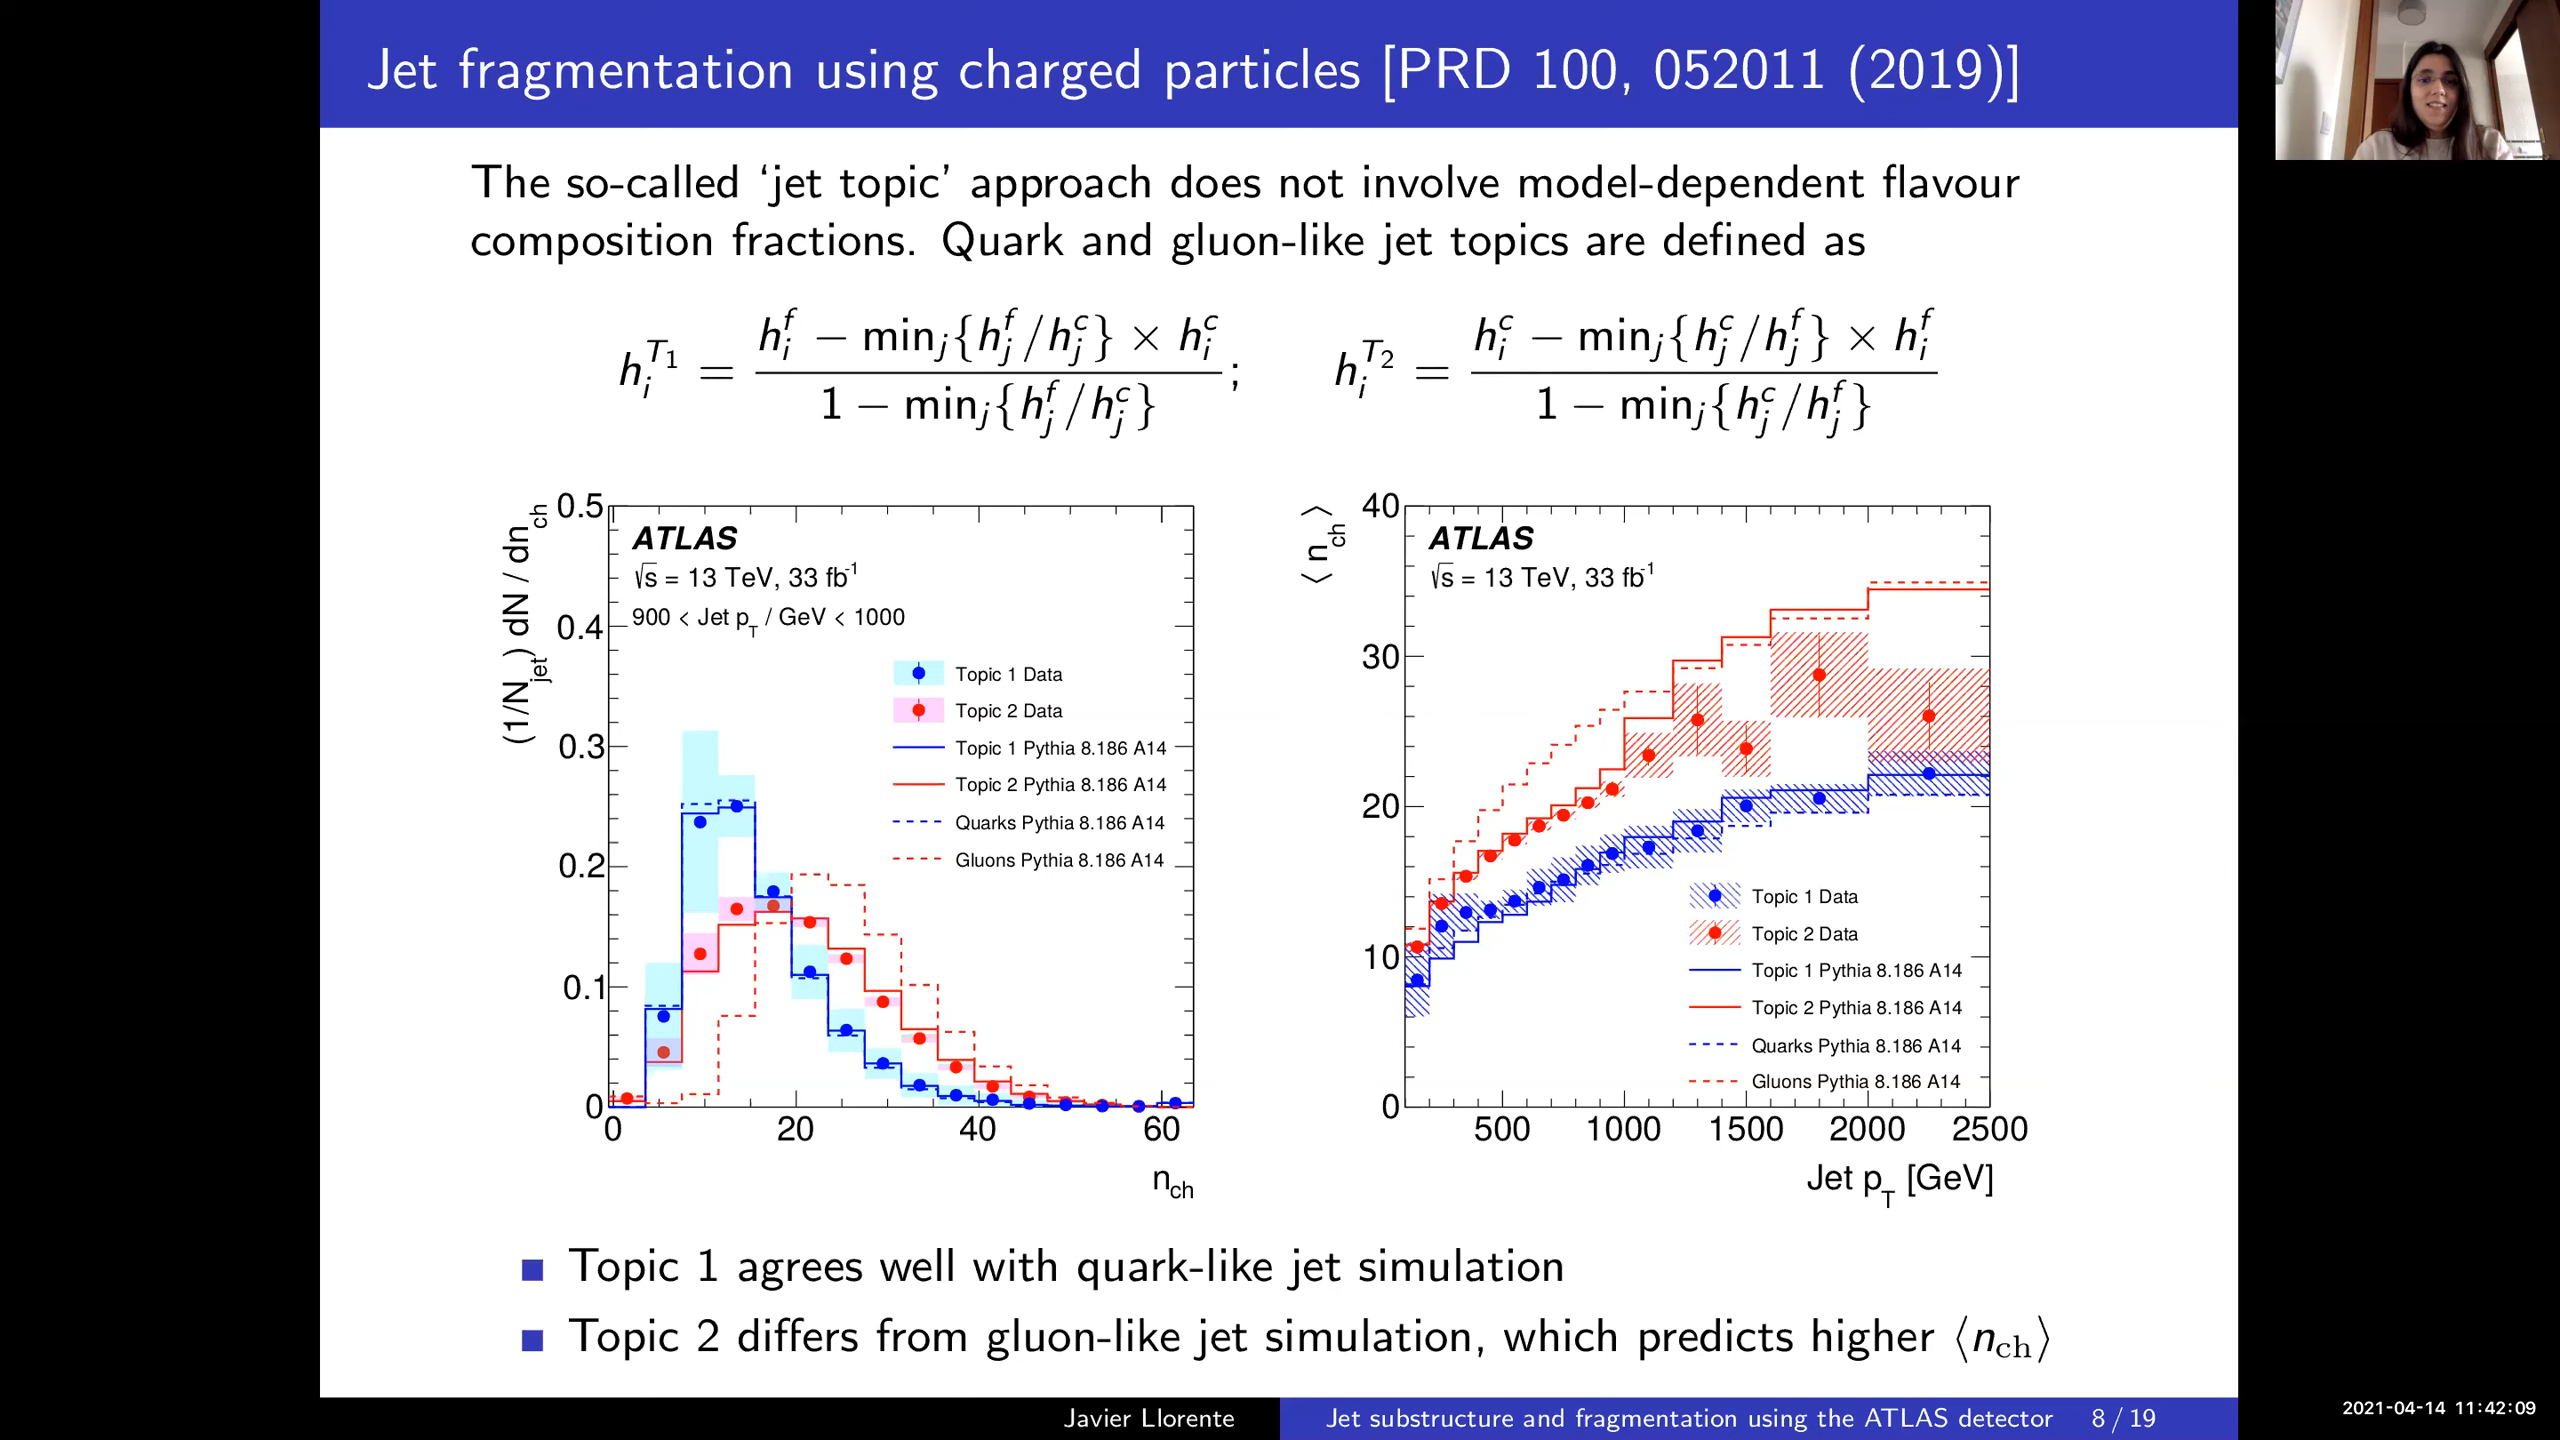 Jet fragmentation using charged particles [PRD 100, 052011 (2019)]
The so-called ‘jet topic’ approach does not involve model-dependent flavour
composition fractions. Quark and gluon-like jet topics are defined as
h_i^{T_1} = \frac{h_i^f − min_j{h_j^f/h_j^c} × h_i^c}{1 − min_j{h_j^f/h_j^c}}; h_i^{T_2} = \frac{h_i^c − min_j{h_j^c/h_j^f} × h_i^f}{1 − min_j{h_j^c/h_j^f}}
(1/N_jet) dN / dn_ch
0.5
0.4
0.3
0.2
0.1
0
ATLAS
√s = 13 TeV, 33 fb^-1
900 < Jet p_T / GeV < 1000
Topic 1 Data
Topic 2 Data
Topic 1 Pythia 8.186 A14
Topic 2 Pythia 8.186 A14
Quarks Pythia 8.186 A14
Gluons Pythia 8.186 A14
0 20 40 60
n_ch
⟨ n_ch ⟩
40
30
20
10
0
ATLAS
√s = 13 TeV, 33 fb^-1
Topic 1 Data
Topic 2 Data
Topic 1 Pythia 8.186 A14
Topic 2 Pythia 8.186 A14
Quarks Pythia 8.186 A14
Gluons Pythia 8.186 A14
500 1000 1500 2000 2500
Jet p_T [GeV]
Topic 1 agrees well with quark-like jet simulation
Topic 2 differs from gluon-like jet simulation, which predicts higher ⟨n_ch⟩
Javier Llorente
Jet substructure and fragmentation using the ATLAS detector 8 / 19
2021-04-14 11:42:09